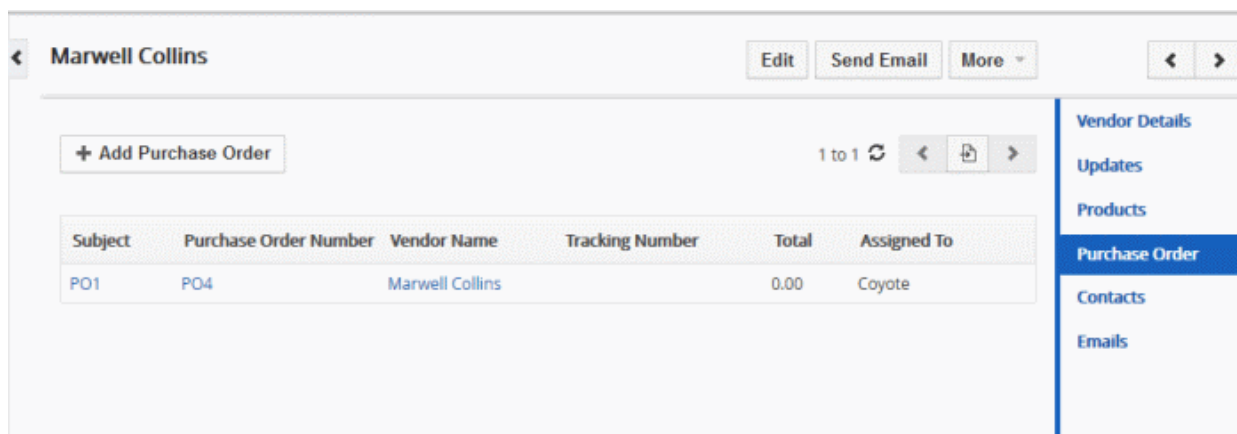 Marwell Collins
Edit
Send Email
More
+ Add Purchase Order
1 to 1
Subject Purchase Order Number Vendor Name Tracking Number Total Assigned To
PO1 PO4 Marwell Collins 0.00 Coyote
Vendor Details
Updates
Products
Purchase Order
Contacts
Emails